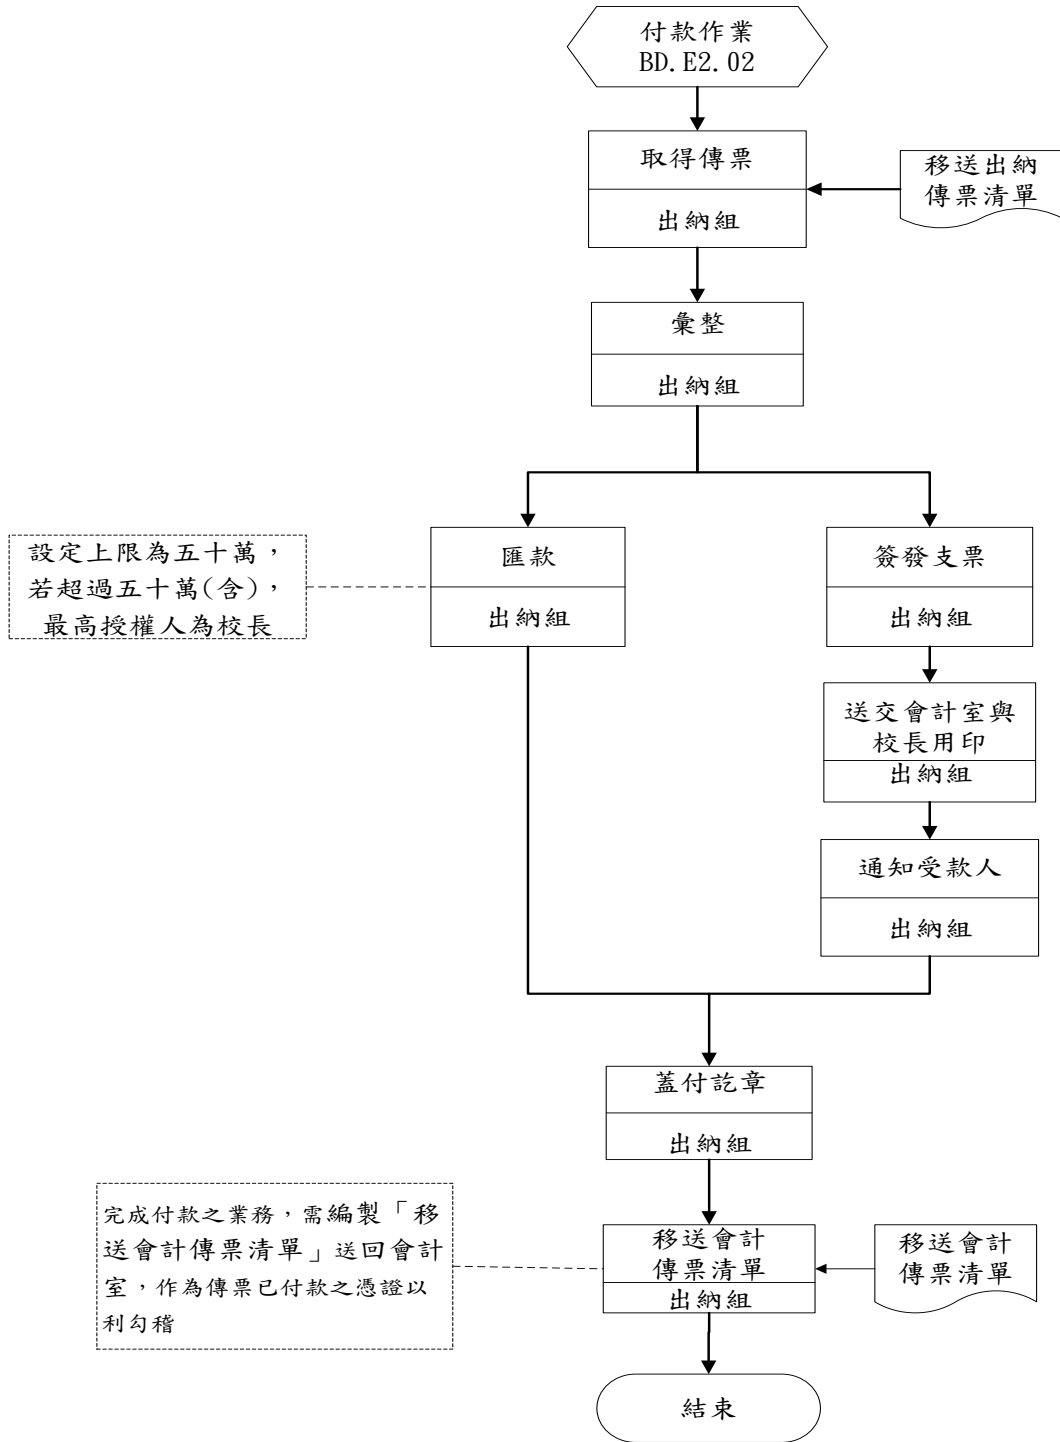 付款作業
BD.E2.02
取得傳票
出納組
移送出納
傳票清單
彙整
出納組
設定上限為五十萬，
若超過五十萬(含)，
最高授權人為校長
匯款
出納組
簽發支票
出納組
送交會計室與
校長用印
出納組
通知受款人
出納組
蓋付訖章
出納組
完成付款之業務，需編製「移
送會計傳票清單」送回會計
室，作為傳票已付款之憑證以
利勾稽
移送會計
傳票清單
出納組
移送會計
傳票清單
結束